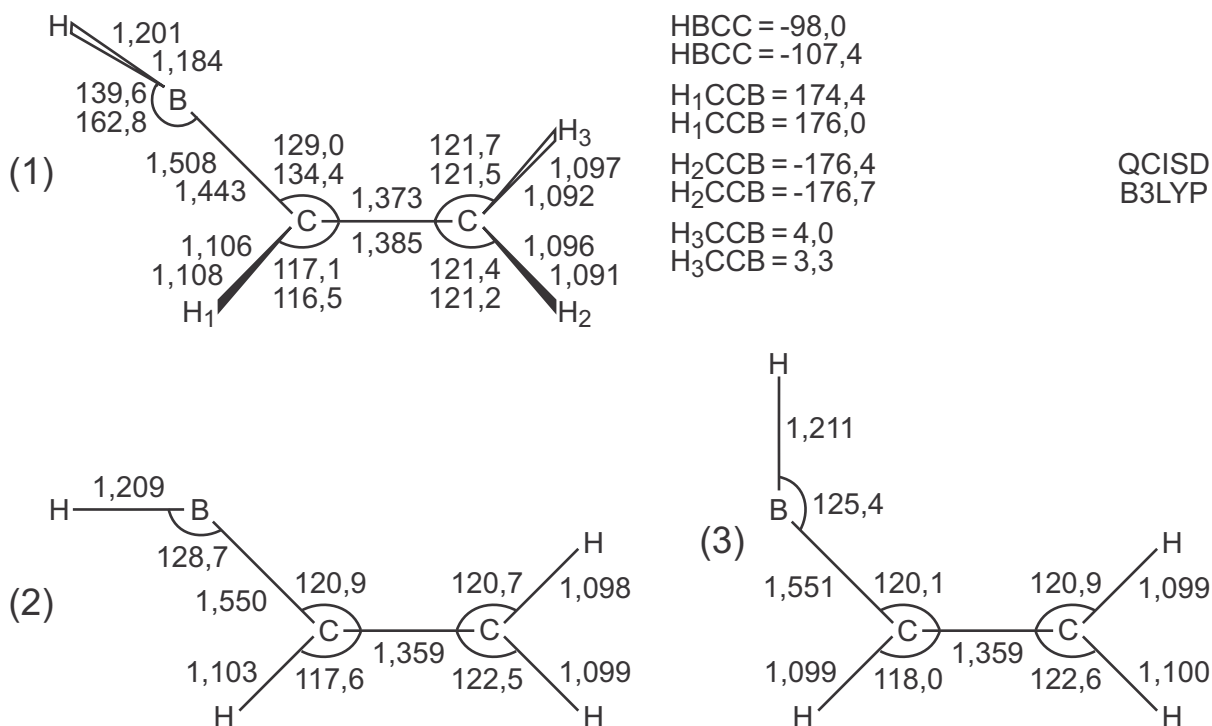 H
1,201
1,184
139,6
162,8
B
(1)
1,508
1,443
129,0
134,4
121,7
121,5
H3
1,097
1,092
C
1,373
1,385
C
1,106
1,108
117,1
116,5
121,4
121,2
1,096
1,091
H1
H2
HBCC = -98,0
HBCC = -107,4
H1CCB = 174,4
H1CCB = 176,0
H2CCB = -176,4
H2CCB = -176,7
H3CCB = 4,0
H3CCB = 3,3
QCISD
B3LYP
(2)
H
1,209
B
128,7
1,550
120,9
120,7
H
1,098
C
1,359
C
1,103
117,6
122,5
1,099
H
H
(3)
H
1,211
B
125,4
1,551
120,1
120,9
H
1,099
C
1,359
C
1,099
118,0
122,6
1,100
H
H